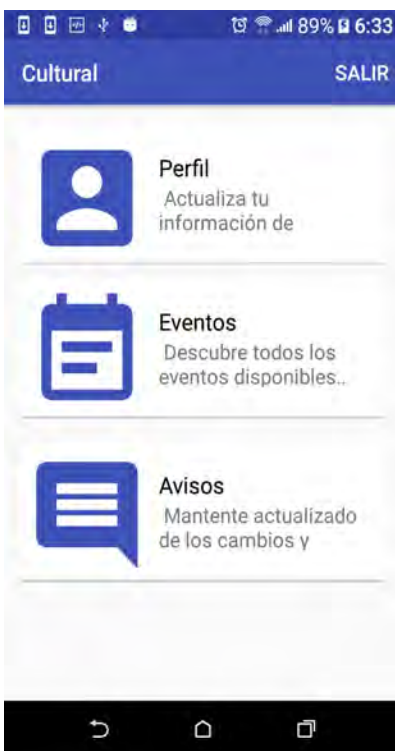 89% 6:33
Cultural SALIR
Perfil
Actualiza tu
información de
Eventos
Descubre todos los
eventos disponibles..
Avisos
Mantente actualizado
de los cambios y